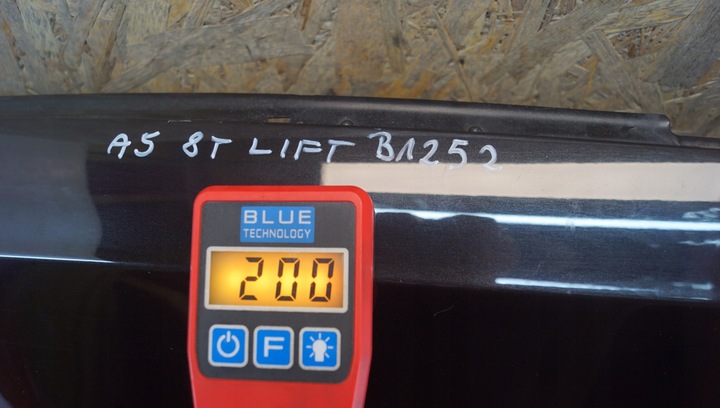 A5 8T LIFT B1252
BLUE
TECHNOLOGY
200
F